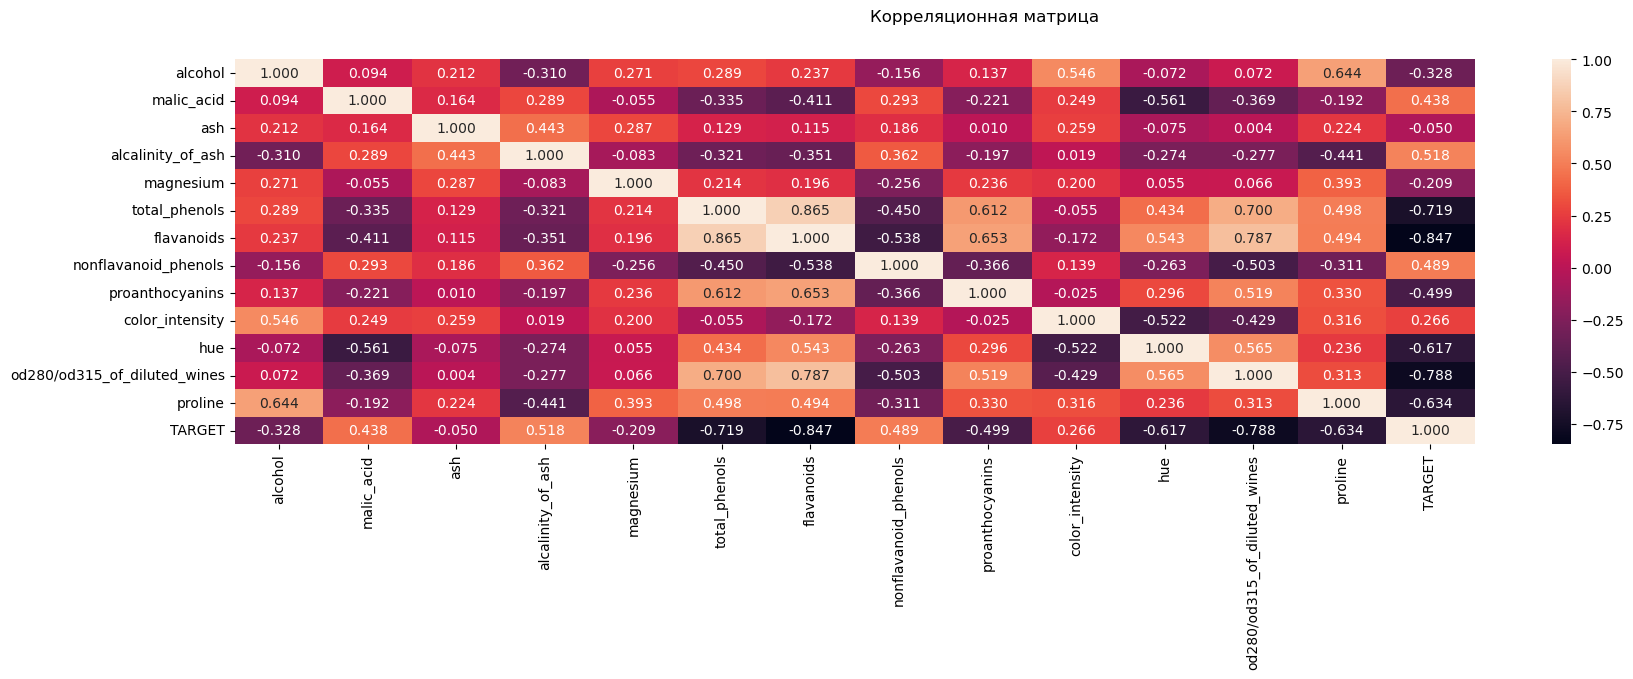 Корреляционная матрица
alcohol 1.000 0.094 0.212 -0.310 0.271 0.289 0.237 -0.156 0.137 0.546 -0.072 0.072 0.644 -0.328
malic_acid 0.094 1.000 0.164 0.289 -0.055 -0.335 -0.411 0.293 -0.221 0.249 -0.561 -0.369 -0.192 0.438
ash 0.212 0.164 1.000 0.443 0.287 0.129 0.115 0.186 0.010 0.259 -0.075 0.004 0.224 -0.050
alcalinity_of_ash -0.310 0.289 0.443 1.000 -0.083 -0.321 -0.351 0.362 -0.197 0.019 -0.274 -0.277 -0.441 0.518
magnesium 0.271 -0.055 0.287 -0.083 1.000 0.214 0.196 -0.256 0.236 0.200 0.055 0.066 0.393 -0.209
total_phenols 0.289 -0.335 0.129 -0.321 0.214 1.000 0.865 -0.450 0.612 -0.055 0.434 0.700 0.498 -0.719
flavanoids 0.237 -0.411 0.115 -0.351 0.196 0.865 1.000 -0.538 0.653 -0.172 0.543 0.787 0.494 -0.847
nonflavanoid_phenols -0.156 0.293 0.186 0.362 -0.256 -0.450 -0.538 1.000 -0.366 0.139 -0.263 -0.503 -0.311 0.489
proanthocyanins 0.137 -0.221 0.010 -0.197 0.236 0.612 0.653 -0.366 1.000 -0.025 0.296 0.519 0.330 -0.499
color_intensity 0.546 0.249 0.259 0.019 0.200 -0.055 -0.172 0.139 -0.025 1.000 -0.522 -0.429 0.316 0.266
hue -0.072 -0.561 -0.075 -0.274 0.055 0.434 0.543 -0.263 0.296 -0.522 1.000 0.565 0.236 -0.617
od280/od315_of_diluted_wines 0.072 -0.369 0.004 -0.277 0.066 0.700 0.787 -0.503 0.519 -0.429 0.565 1.000 0.313 -0.788
proline 0.644 -0.192 0.224 -0.441 0.393 0.498 0.494 -0.311 0.330 0.316 0.236 0.313 1.000 -0.634
TARGET -0.328 0.438 -0.050 0.518 -0.209 -0.719 -0.847 0.489 -0.499 0.266 -0.617 -0.788 -0.634 1.000
alcohol
malic_acid
ash
alcalinity_of_ash
magnesium
total_phenols
flavanoids
nonflavanoid_phenols
proanthocyanins
color_intensity
hue
od280/od315_of_diluted_wines
proline
TARGET
1.00
0.75
0.50
0.25
0.00
−0.25
−0.50
−0.75